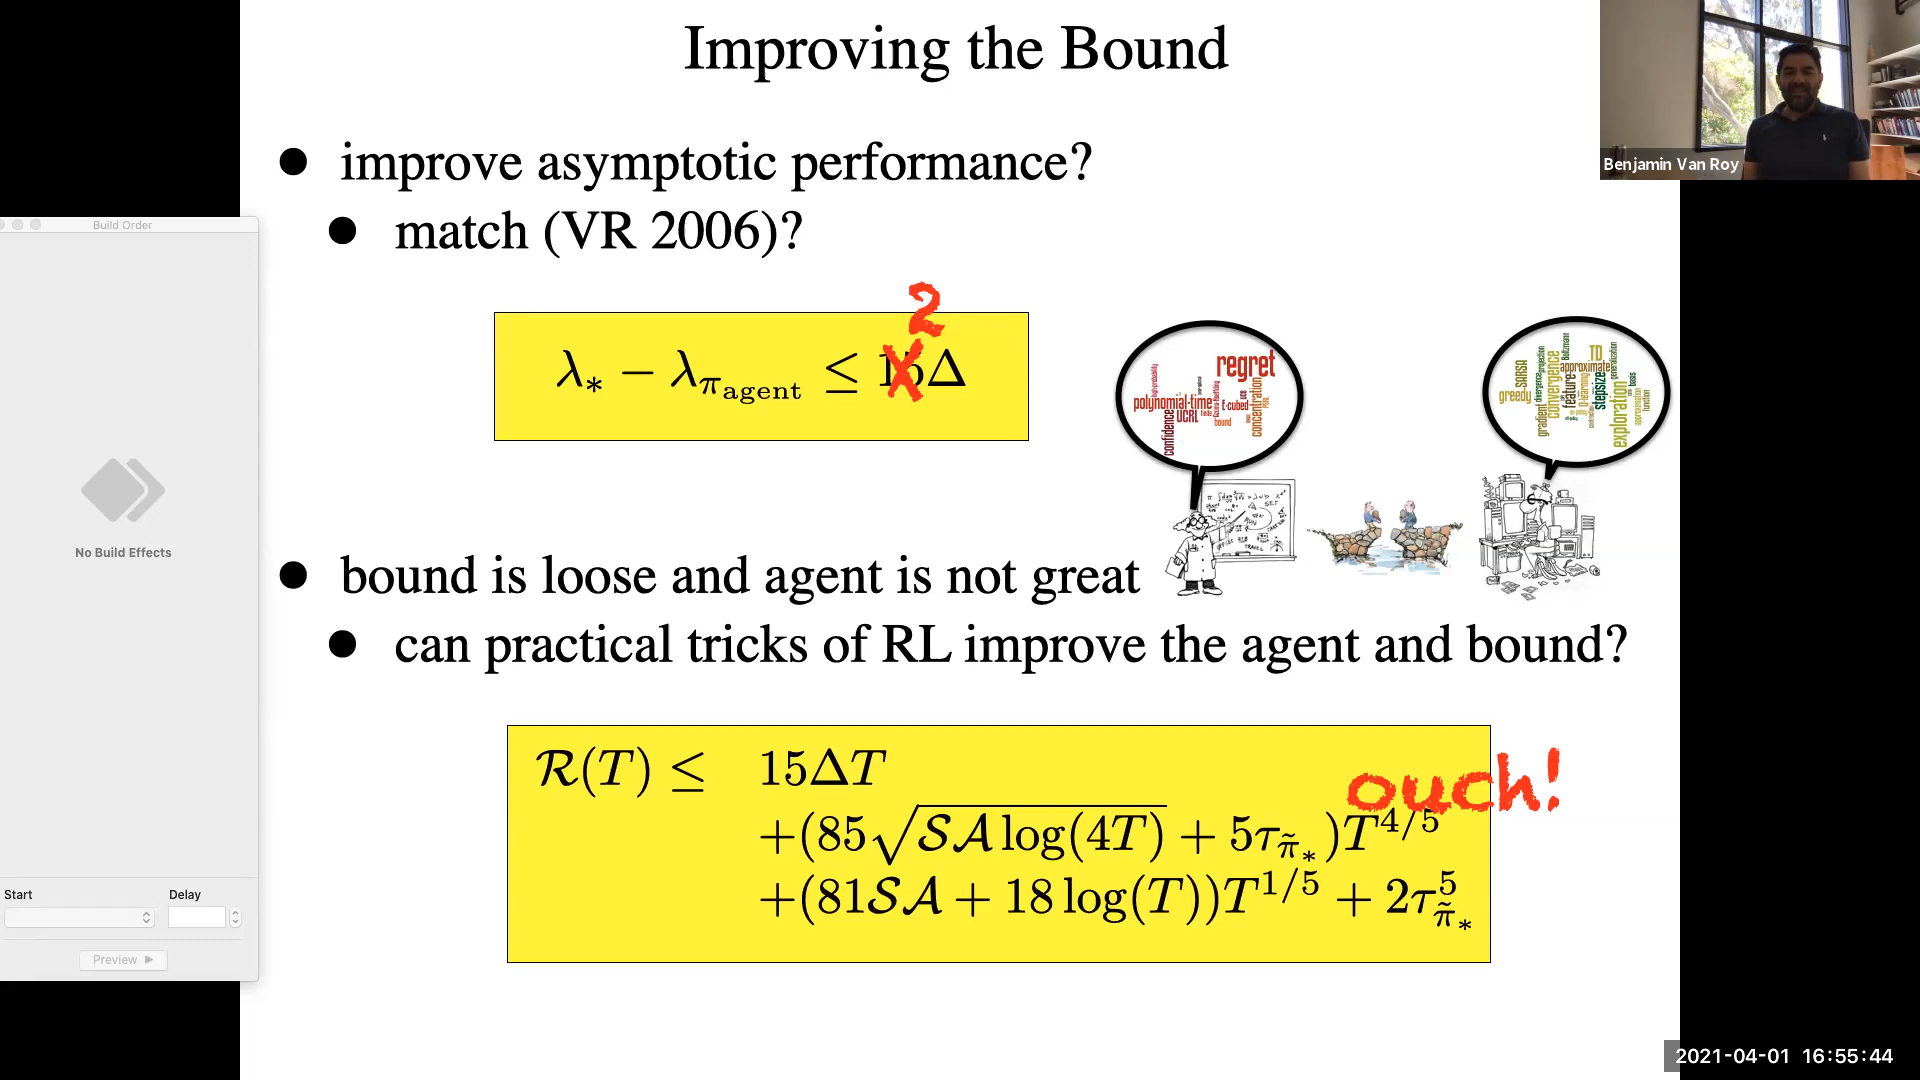 Improving the Bound
Benjamin Van Roy
● improve asymptotic performance?
● match (VR 2006)?
Build Order
2
λ∗ − λπagent ≤ 15Δ
regret
polynomial-time
UCRL
E-cubed
confidence
bound
concentration
TD
approximate
SARSA
greedy
convergence
feature
stepsize
exploration
gradient
No Build Effects
● bound is loose and agent is not great
● can practical tricks of RL improve the agent and bound?
ouch!
R(T) ≤ 15ΔT
+(85√SA log(4T) + 5τπ̃∗)T^4/5
+(81SA + 18 log(T))T^1/5 + 2τ^5π̃∗
Start Delay
Preview ▶
2021-04-01 16:55:44